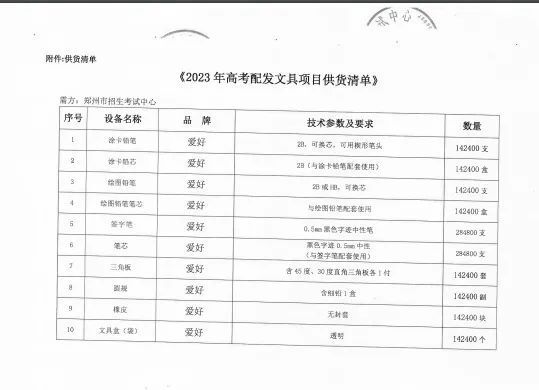 试中心
附件:供货清单
《2023 年高考配发文具项目供货清单》
需方：郑州市招生考试中心
序号 设备名称 品 牌 技术参数及要求 数量
1 涂卡铅笔 爱好 2B，可换芯，可用楔形笔头 142400 支
2 涂卡铅芯 爱好 2B（与涂卡铅笔配套使用） 142400 盒
3 绘图铅笔 爱好 2B 或 HB，可换芯 142400 支
4 绘图铅笔笔芯 爱好 与绘图铅笔配套使用 142400 盒
5 签字笔 爱好 0.5mm 黑色字迹中性笔 284800 支
6 笔芯 爱好 黑色字迹 0.5mm 中性
（与签字笔配套使用） 284800 支
7 三角板 爱好 含 45 度、30 度直角三角板各 1 付 142400 套
8 圆规 爱好 含铅铅 1 盒 142400 副
9 橡皮 爱好 无封套 142400 块
10 文具盒（袋） 爱好 透明 142400 个